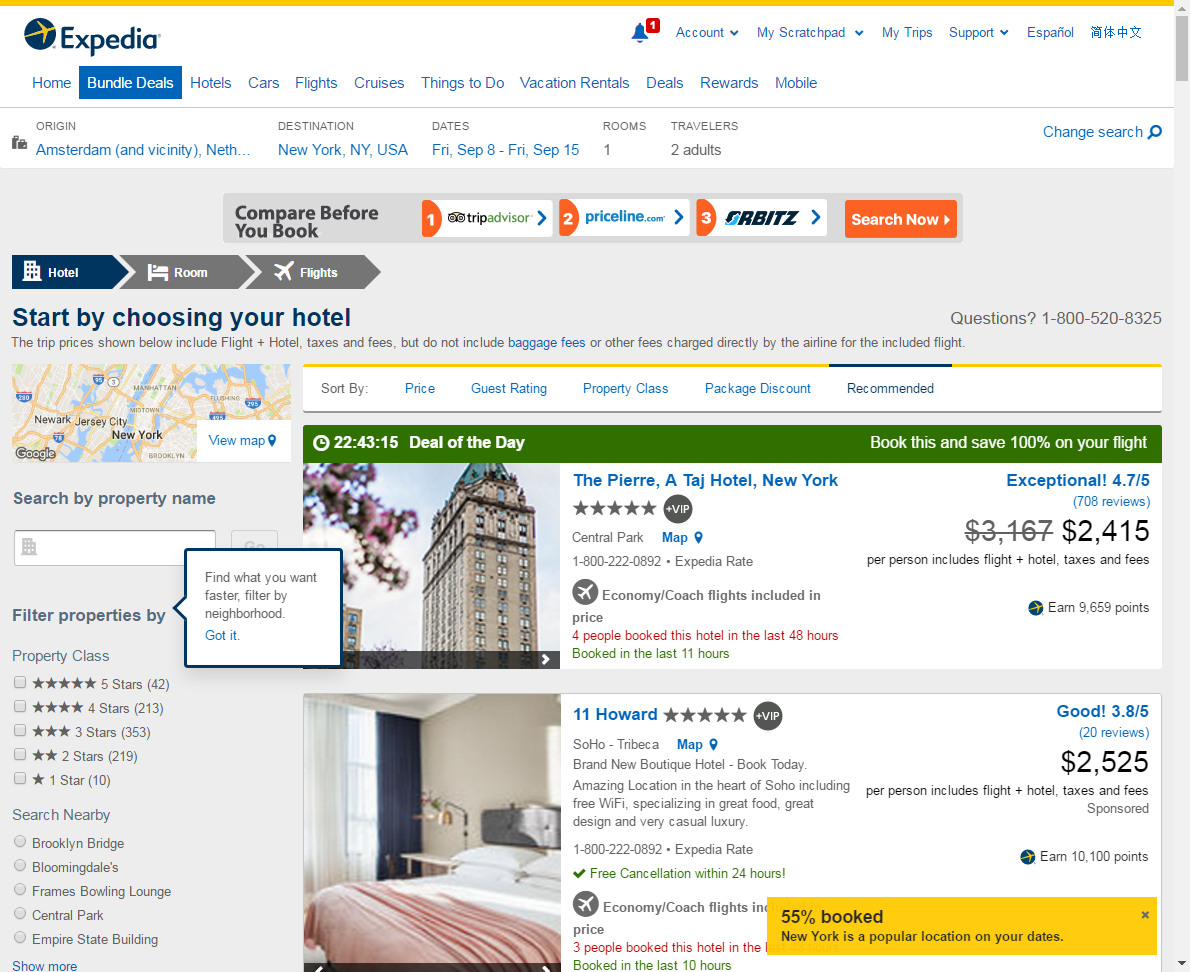 Expedia
1
Account
My Scratchpad
My Trips
Support
Español
简体中文
Home
Bundle Deals
Hotels
Cars
Flights
Cruises
Things to Do
Vacation Rentals
Deals
Rewards
Mobile
ORIGIN
DESTINATION
DATES
ROOMS
TRAVELERS
Amsterdam (and vicinity), Neth...
New York, NY, USA
Fri, Sep 8 - Fri, Sep 15
1
2 adults
Change search
Compare Before
You Book
1 tripadvisor
2 priceline.com
3 ORBITZ
Search Now
Hotel
Room
Flights
Start by choosing your hotel
Questions? 1-800-520-8325
The trip prices shown below include Flight + Hotel, taxes and fees, but do not include baggage fees or other fees charged directly by the airline for the included flight.
280
95
3
MANHATTAN
FLUSHING
MIDTOWN
295
495
Newark
Jersey City
78
New York
BROOKLYN
Google
View map
Sort By:
Price
Guest Rating
Property Class
Package Discount
Recommended
22:43:15 Deal of the Day
Book this and save 100% on your flight
Search by property name
Go
Find what you want
faster, filter by
neighborhood.
Got it.
Filter properties by
Property Class
5 Stars (42)
4 Stars (213)
3 Stars (353)
2 Stars (219)
1 Star (10)
Search Nearby
Brooklyn Bridge
Bloomingdale's
Frames Bowling Lounge
Central Park
Empire State Building
Show more
The Pierre, A Taj Hotel, New York
+VIP
Central Park
Map
1-800-222-0892 • Expedia Rate
Economy/Coach flights included in
price
4 people booked this hotel in the last 48 hours
Booked in the last 11 hours
Exceptional! 4.7/5
(708 reviews)
$3,167 $2,415
per person includes flight + hotel, taxes and fees
Earn 9,659 points
11 Howard
+VIP
SoHo - Tribeca
Map
Brand New Boutique Hotel - Book Today.
Amazing Location in the heart of Soho including
free WiFi, specializing in great food, great
design and very casual luxury.
1-800-222-0892 • Expedia Rate
Free Cancellation within 24 hours!
Economy/Coach flights
price
3 people booked this hotel in the
Booked in the last 10 hours
Good! 3.8/5
(20 reviews)
$2,525
per person includes flight + hotel, taxes and fees
Sponsored
Earn 10,100 points
55% booked
×
New York is a popular location on your dates.